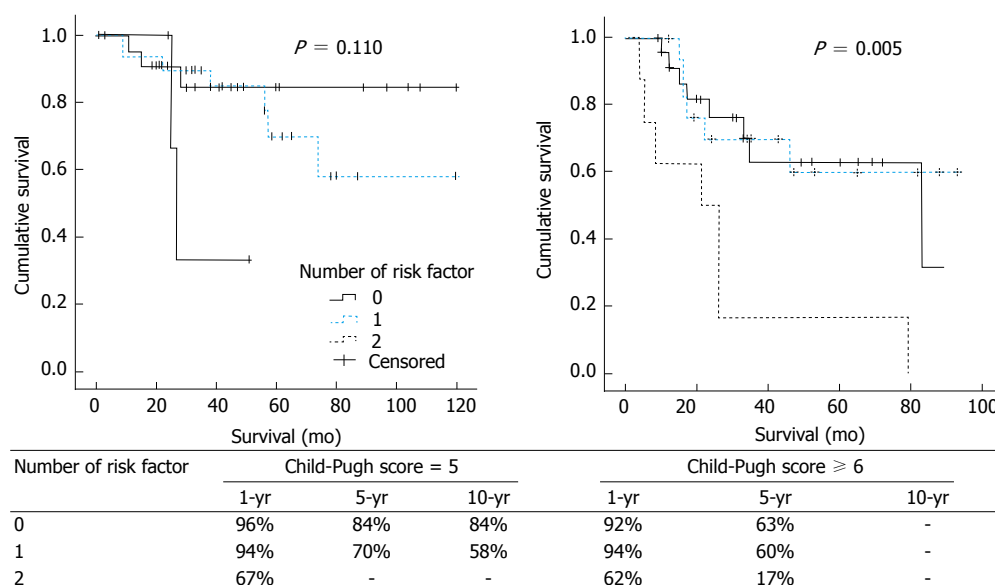 P = 0.110
1.0
0.8
0.6
0.4
0.2
0.0
Cumulative survival
Number of risk factor
0
1
2
Censored
0 20 40 60 80 100 120
Survival (mo)
P = 0.005
1.0
0.8
0.6
0.4
0.2
0.0
Cumulative survival
0 20 40 60 80 100
Survival (mo)
Number of risk factor Child-Pugh score = 5 Child-Pugh score ⩾ 6
1-yr 5-yr 10-yr 1-yr 5-yr 10-yr
0 96% 84% 84% 92% 63% -
1 94% 70% 58% 94% 60% -
2 67% - - 62% 17% -